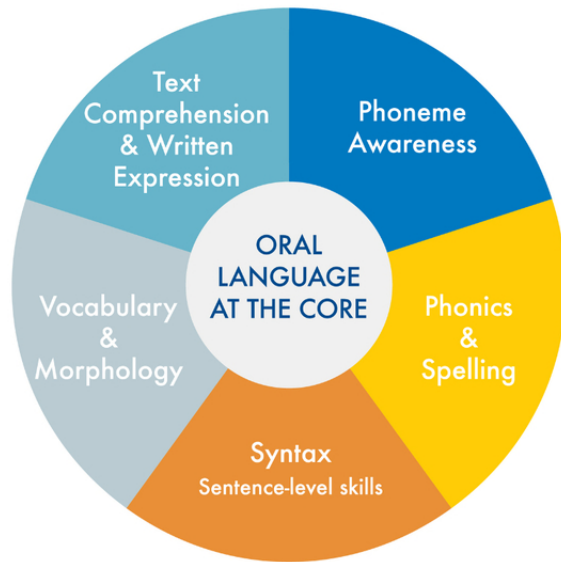 Text
Comprehension
& Written
Expression
Phoneme
Awareness
ORAL
LANGUAGE
AT THE CORE
Vocabulary
&
Morphology
Phonics
&
Spelling
Syntax
Sentence-level skills